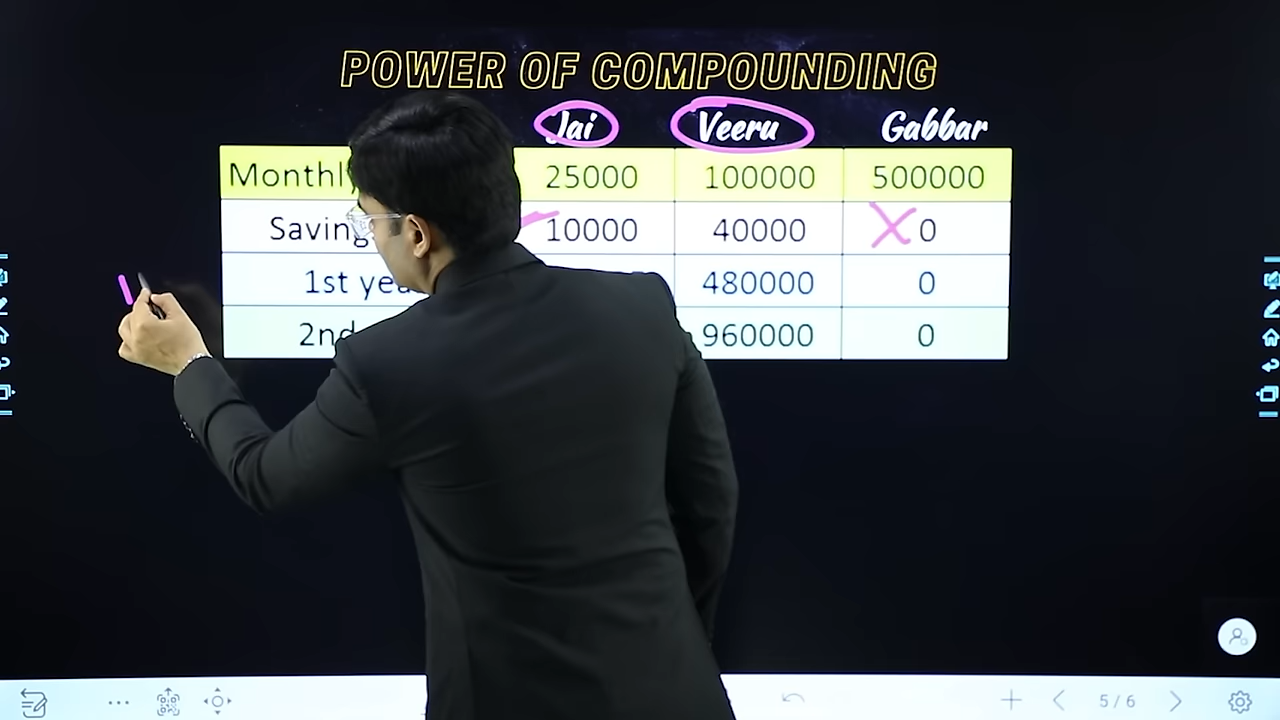 POWER OF COMPOUNDING
Jai Veeru Gabbar
Monthly 25000 100000 500000
Saving 10000 40000 0
1st yea 480000 0
2nd 960000 0
5 / 6